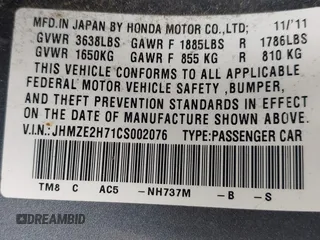 MFD.IN JAPAN BY HONDA MOTOR CO.,LTD; 11/'11
GVWR 3638LBS GAWR F 1885LBS R 1786LBS
GVWR 1650KG GAWR F 855 KG R 810 KG
THIS VEHICLE CONFORMS TO ALL APPLICABLE
FEDERAL MOTOR VEHICLE SAFETY ,BUMPER,
AND THEFT PREVENTION STANDARDS IN EFFECT
ON THE DATE OF MANUFACTURE SHOWN ABOVE.
V.I.N.:JHMZE2H71CS002076 TYPE:PASSENGER CAR
TM8 C AC5 -NH737M -B -S
DREAMBID